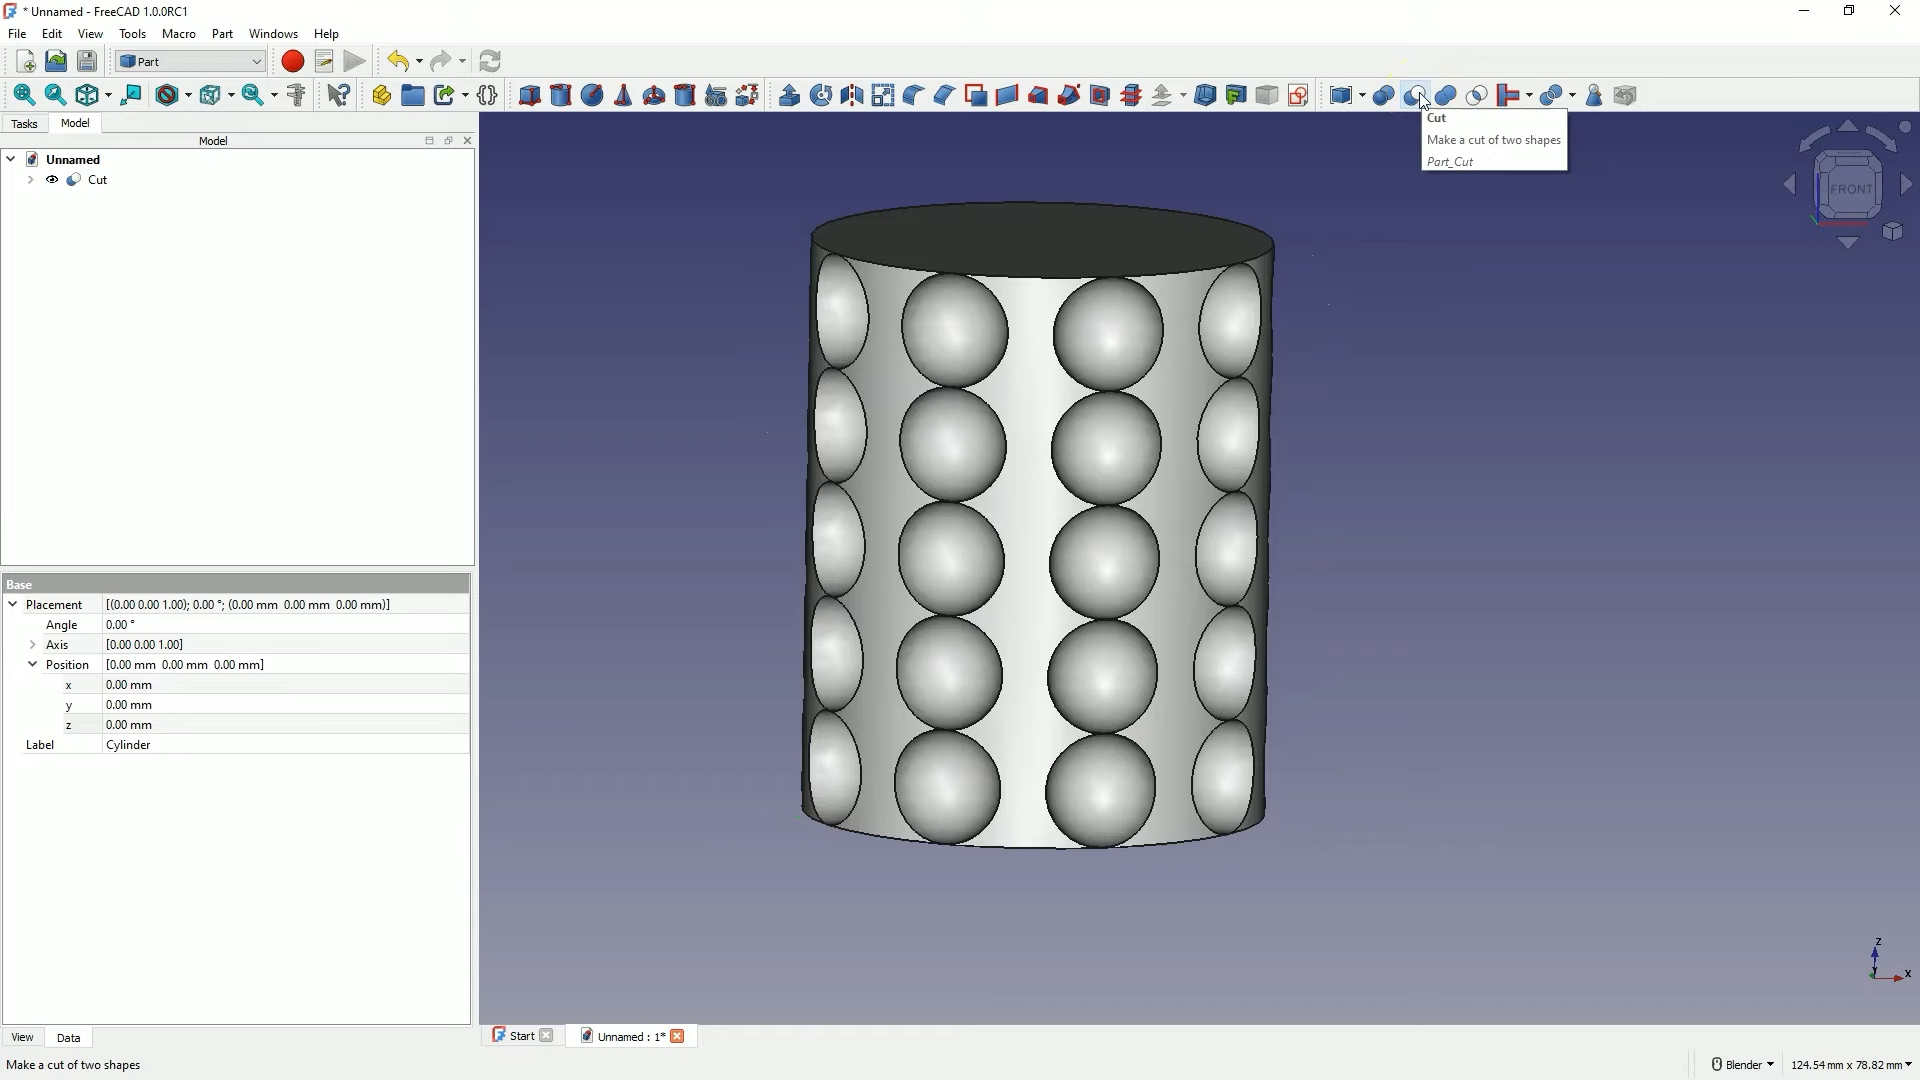 * Unnamed - FreeCAD 1.0.0RC1
File Edit View Tools Macro Part Windows Help
Part
Cut
Make a cut of two shapes
Part_Cut
Tasks Model
Model
Unnamed
Cut
FRONT
Base
Placement [(0.00 0.00 1.00); 0.00 °; (0.00 mm 0.00 mm 0.00 mm)]
Angle 0.00 °
Axis [0.00 0.00 1.00]
Position [0.00 mm 0.00 mm 0.00 mm]
x 0.00 mm
y 0.00 mm
z 0.00 mm
Label Cylinder
Z
Y
X
View Data
Start Unnamed : 1*
Make a cut of two shapes
Blender 124.54 mm x 78.82 mm